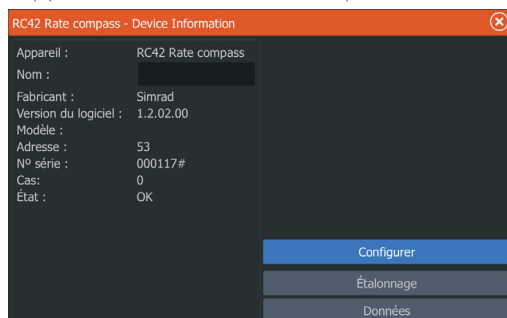 RC42 Rate compass - Device Information
Appareil : RC42 Rate compass
Nom :
Fabricant : Simrad
Version du logiciel : 1.2.02.00
Modèle :
Adresse : 53
Nº série : 000117#
Cas: 0
État : OK
Configurer
Étalonnage
Données